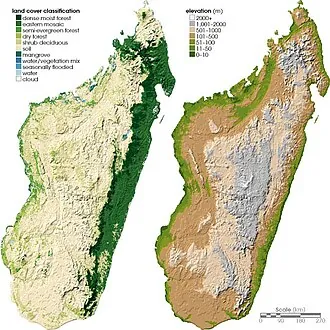 land cover classification
dense moist forest
eastern mosaic
semi-evergreen forest
dry forest
shrub deciduous
soil
mangrove
water/vegetation mix
seasonally flooded
water
cloud
elevation (m)
2000+
1,001-2000
501-1000
101-500
51-100
11-50
0-10
Scale (km)
0 90 180 270